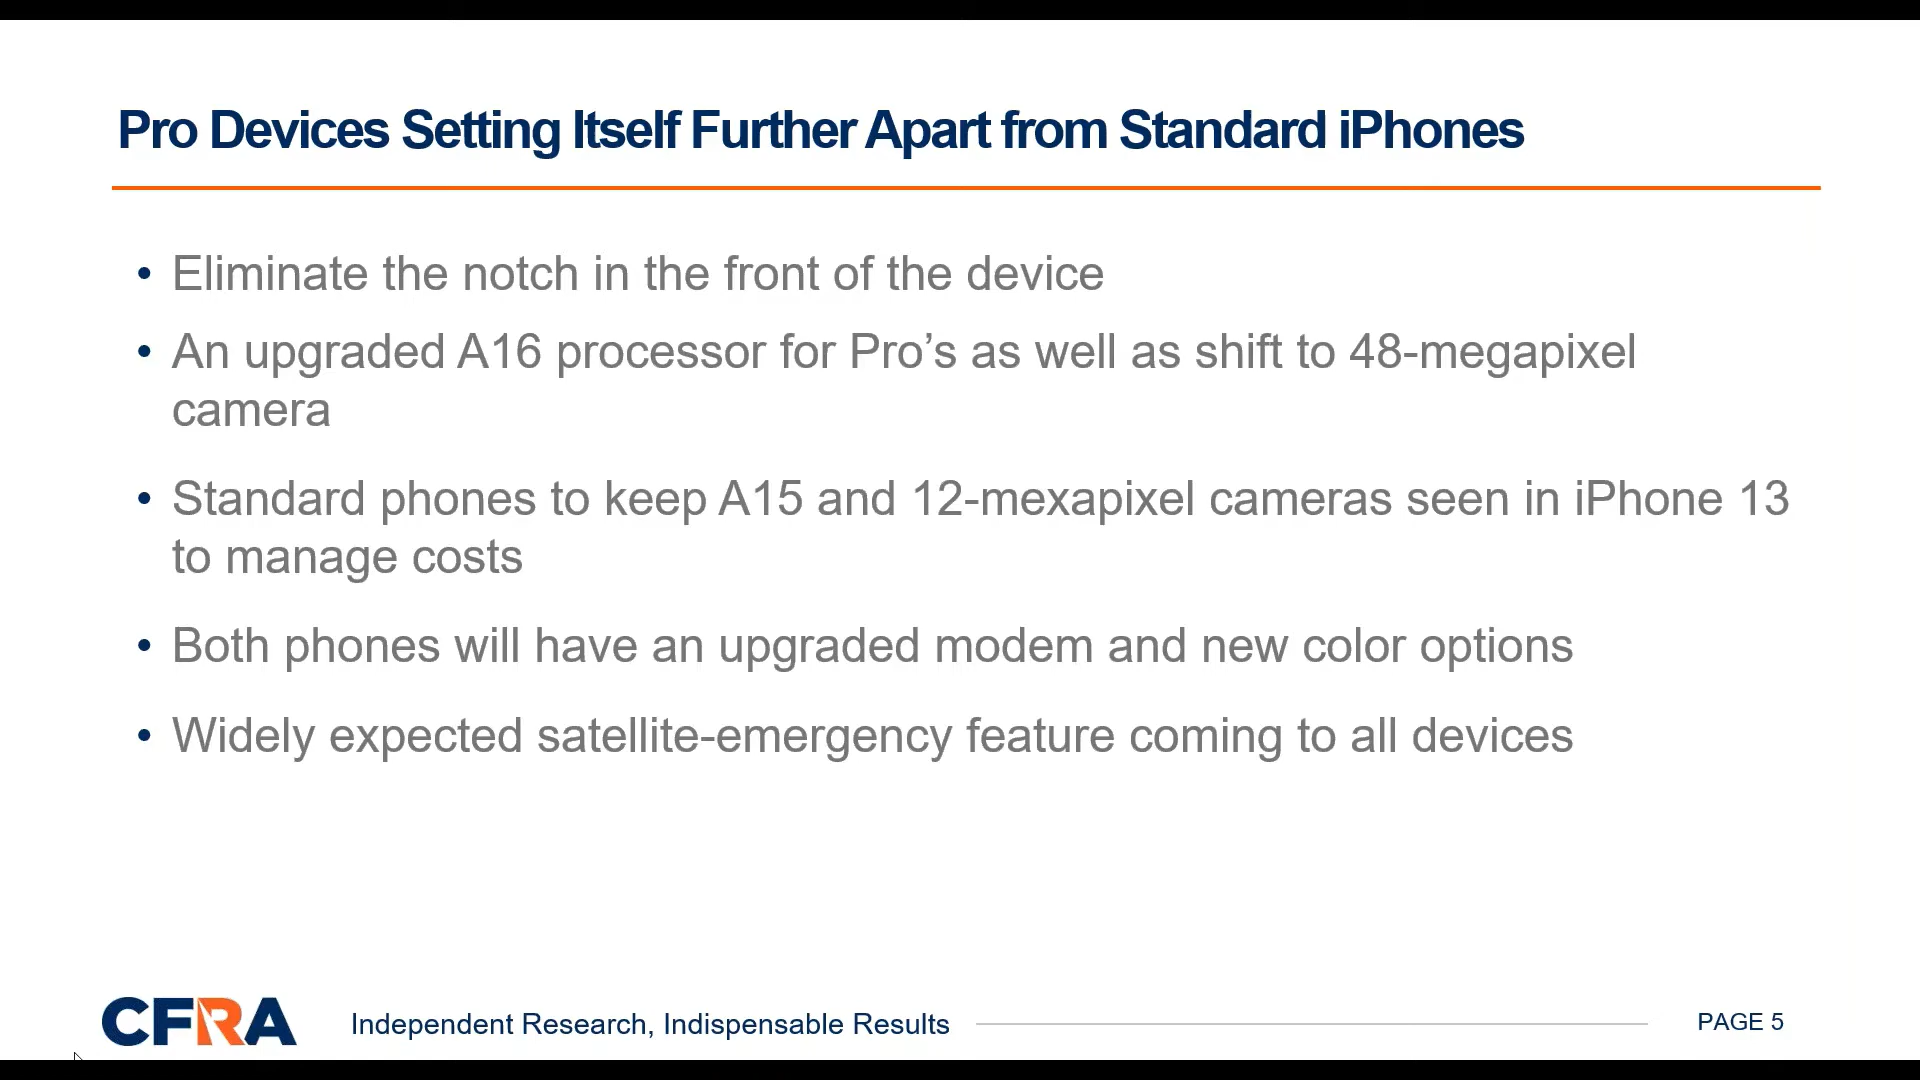 Pro Devices Setting Itself Further Apart from Standard iPhones
• Eliminate the notch in the front of the device
• An upgraded A16 processor for Pro’s as well as shift to 48-megapixel
camera
• Standard phones to keep A15 and 12-mexapixel cameras seen in iPhone 13
to manage costs
• Both phones will have an upgraded modem and new color options
• Widely expected satellite-emergency feature coming to all devices
CFRA
Independent Research, Indispensable Results
PAGE 5